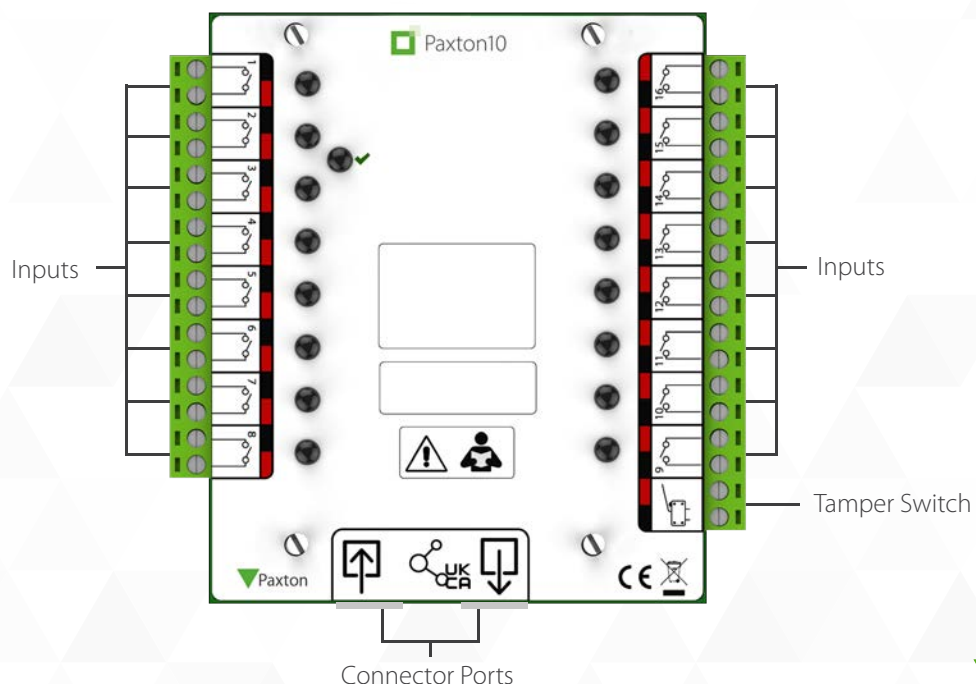 Paxton10
1
2
3
4
5
6
7
8
16
15
14
13
12
11
10
9
Inputs
Inputs
Tamper Switch
Paxton
UK
CA
CE
Connector Ports